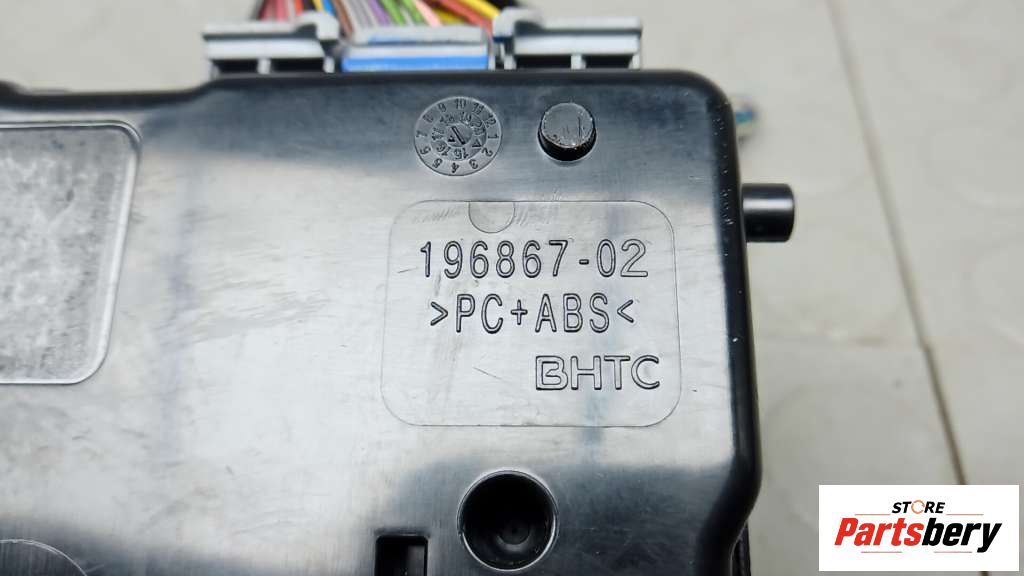 196867-02
>PC+ABS<
BHTC
STORE
Partsbery